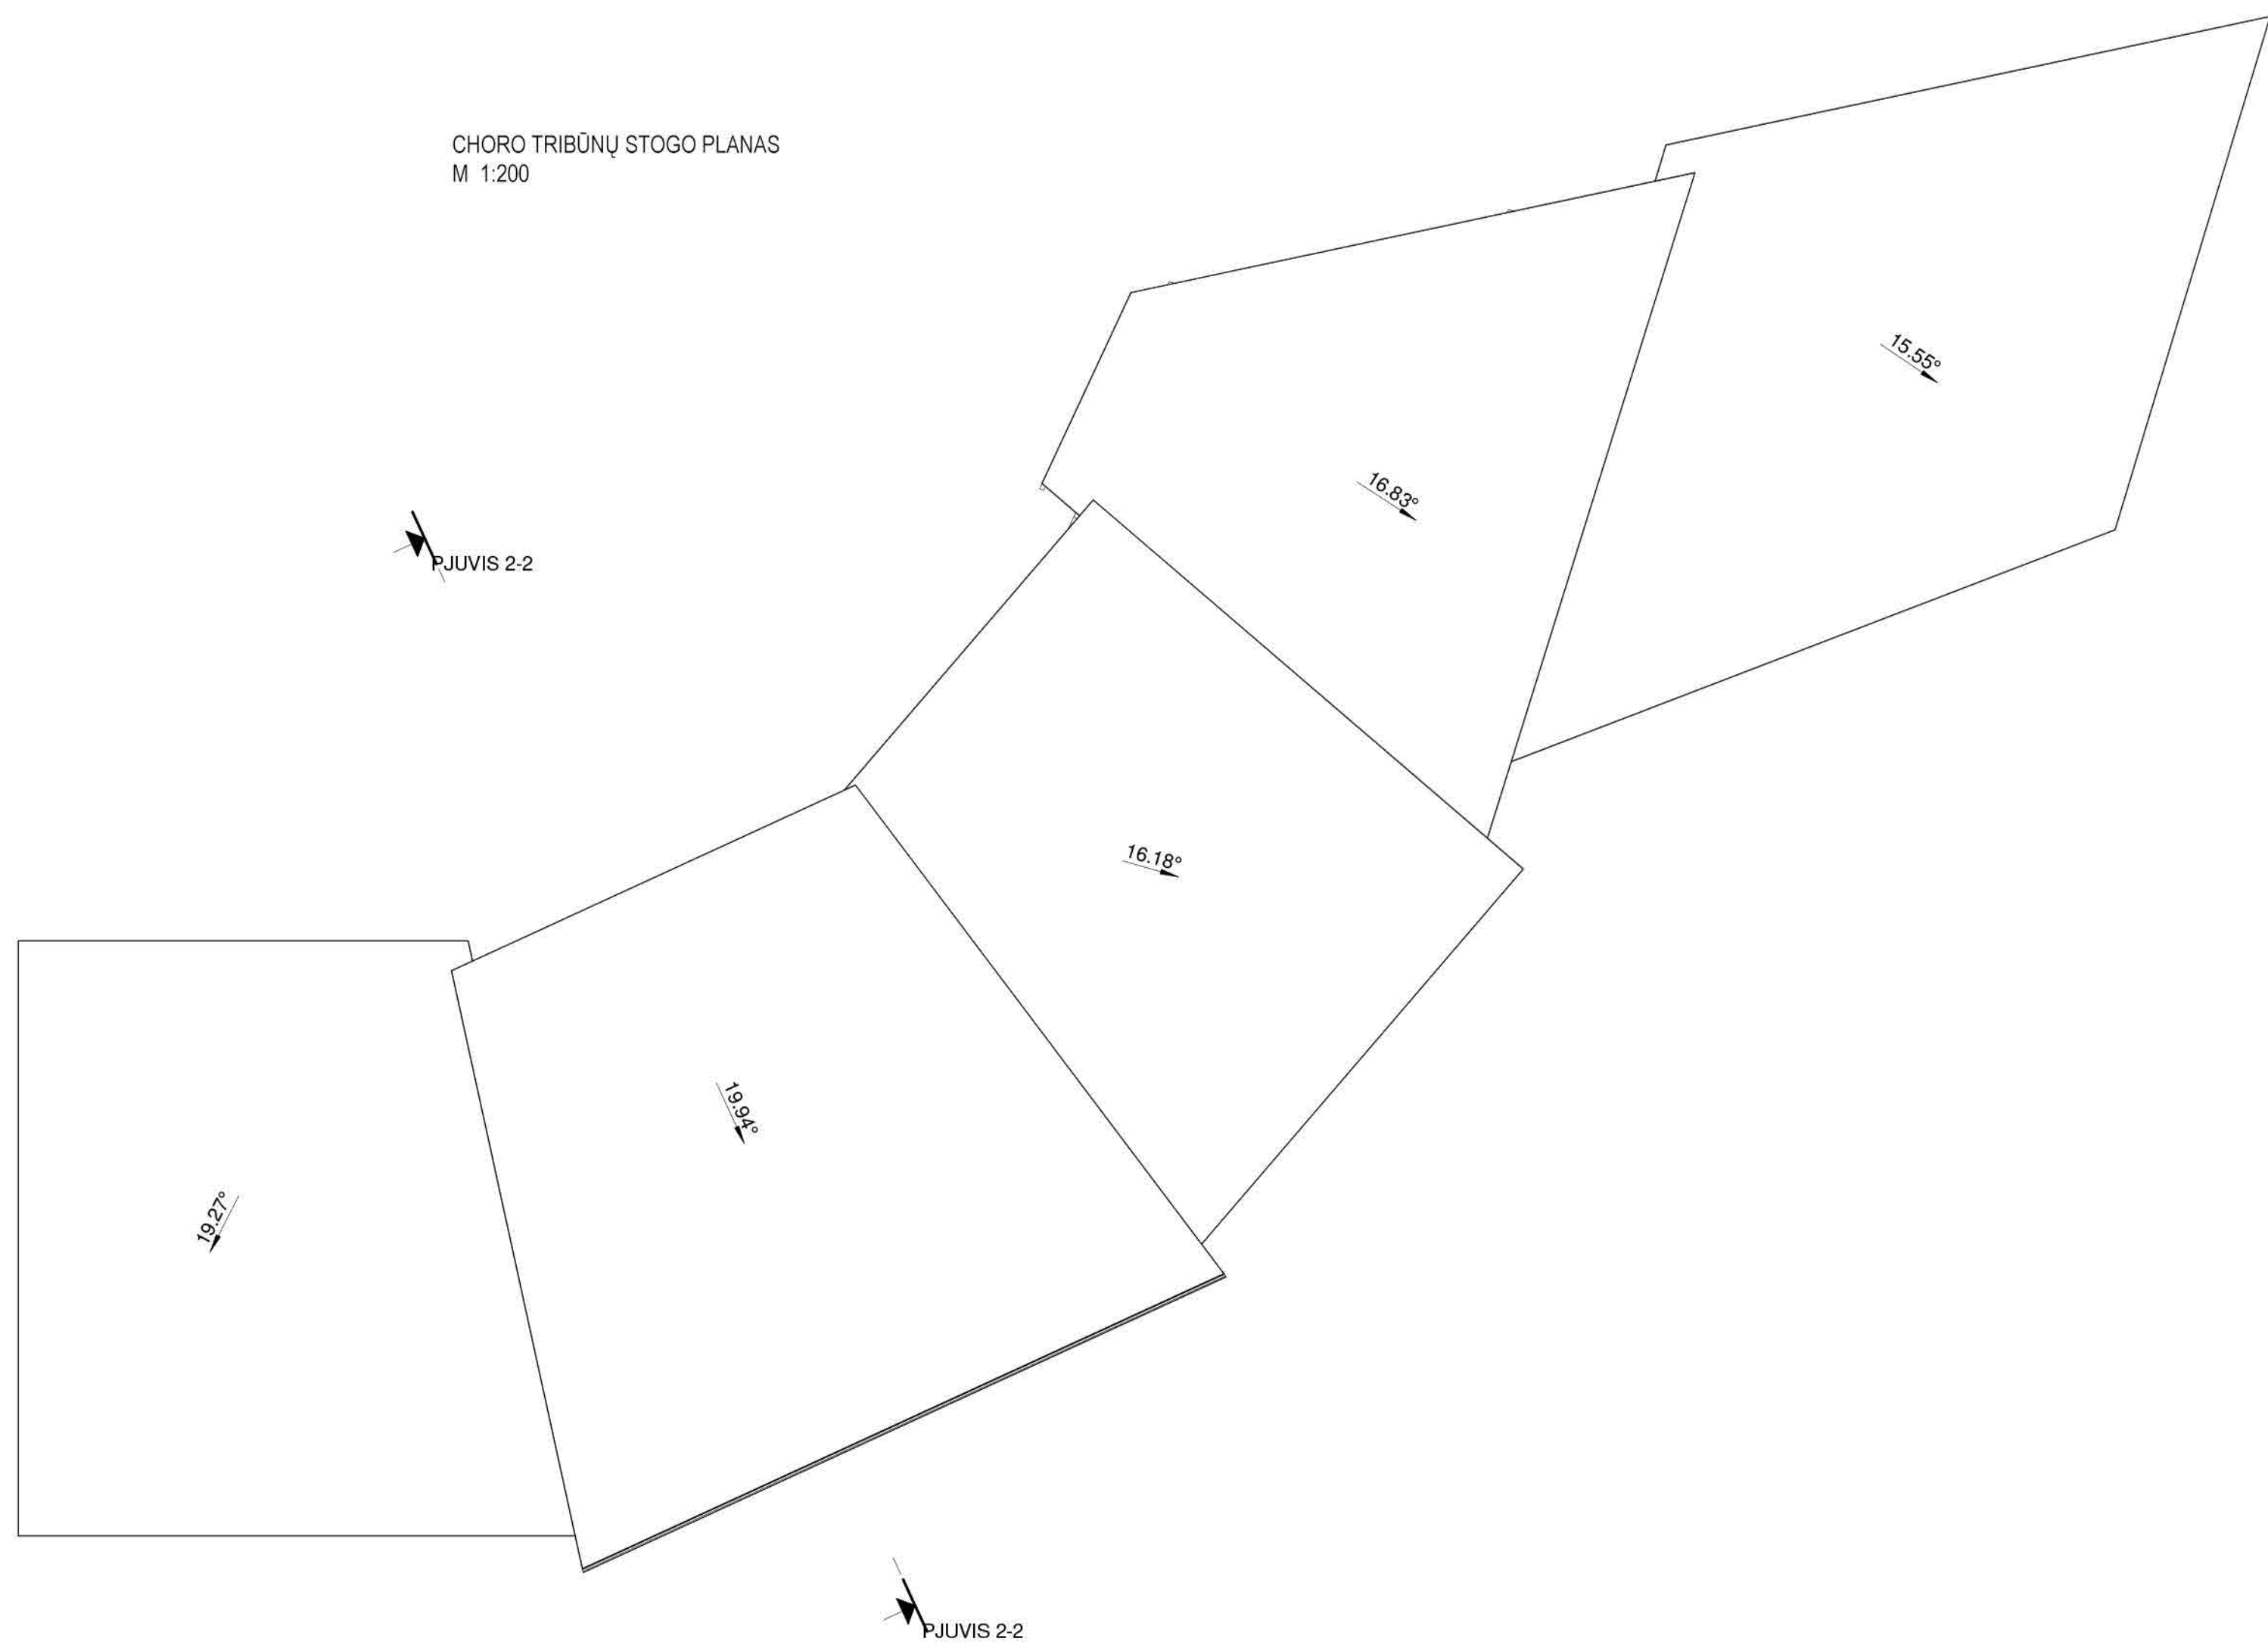 CHORO TRIBŪNŲ STOGO PLANAS
M 1:200
15.55°
16.83°
PJUVIS 2-2
16.18°
19.94°
19.27°
PJUVIS 2-2